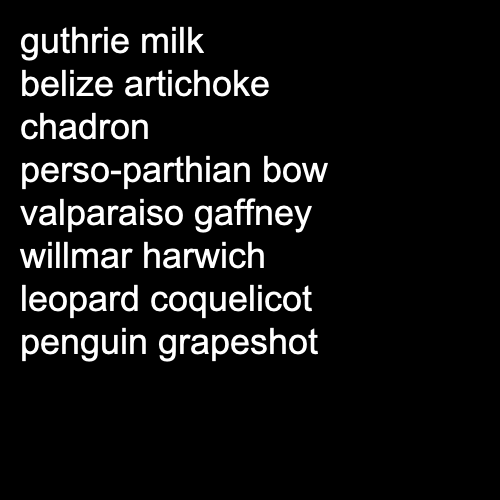 guthrie milk
belize artichoke
chadron
perso-parthian bow
valparaiso gaffney
willmar harwich
leopard coquelicot
penguin grapeshot